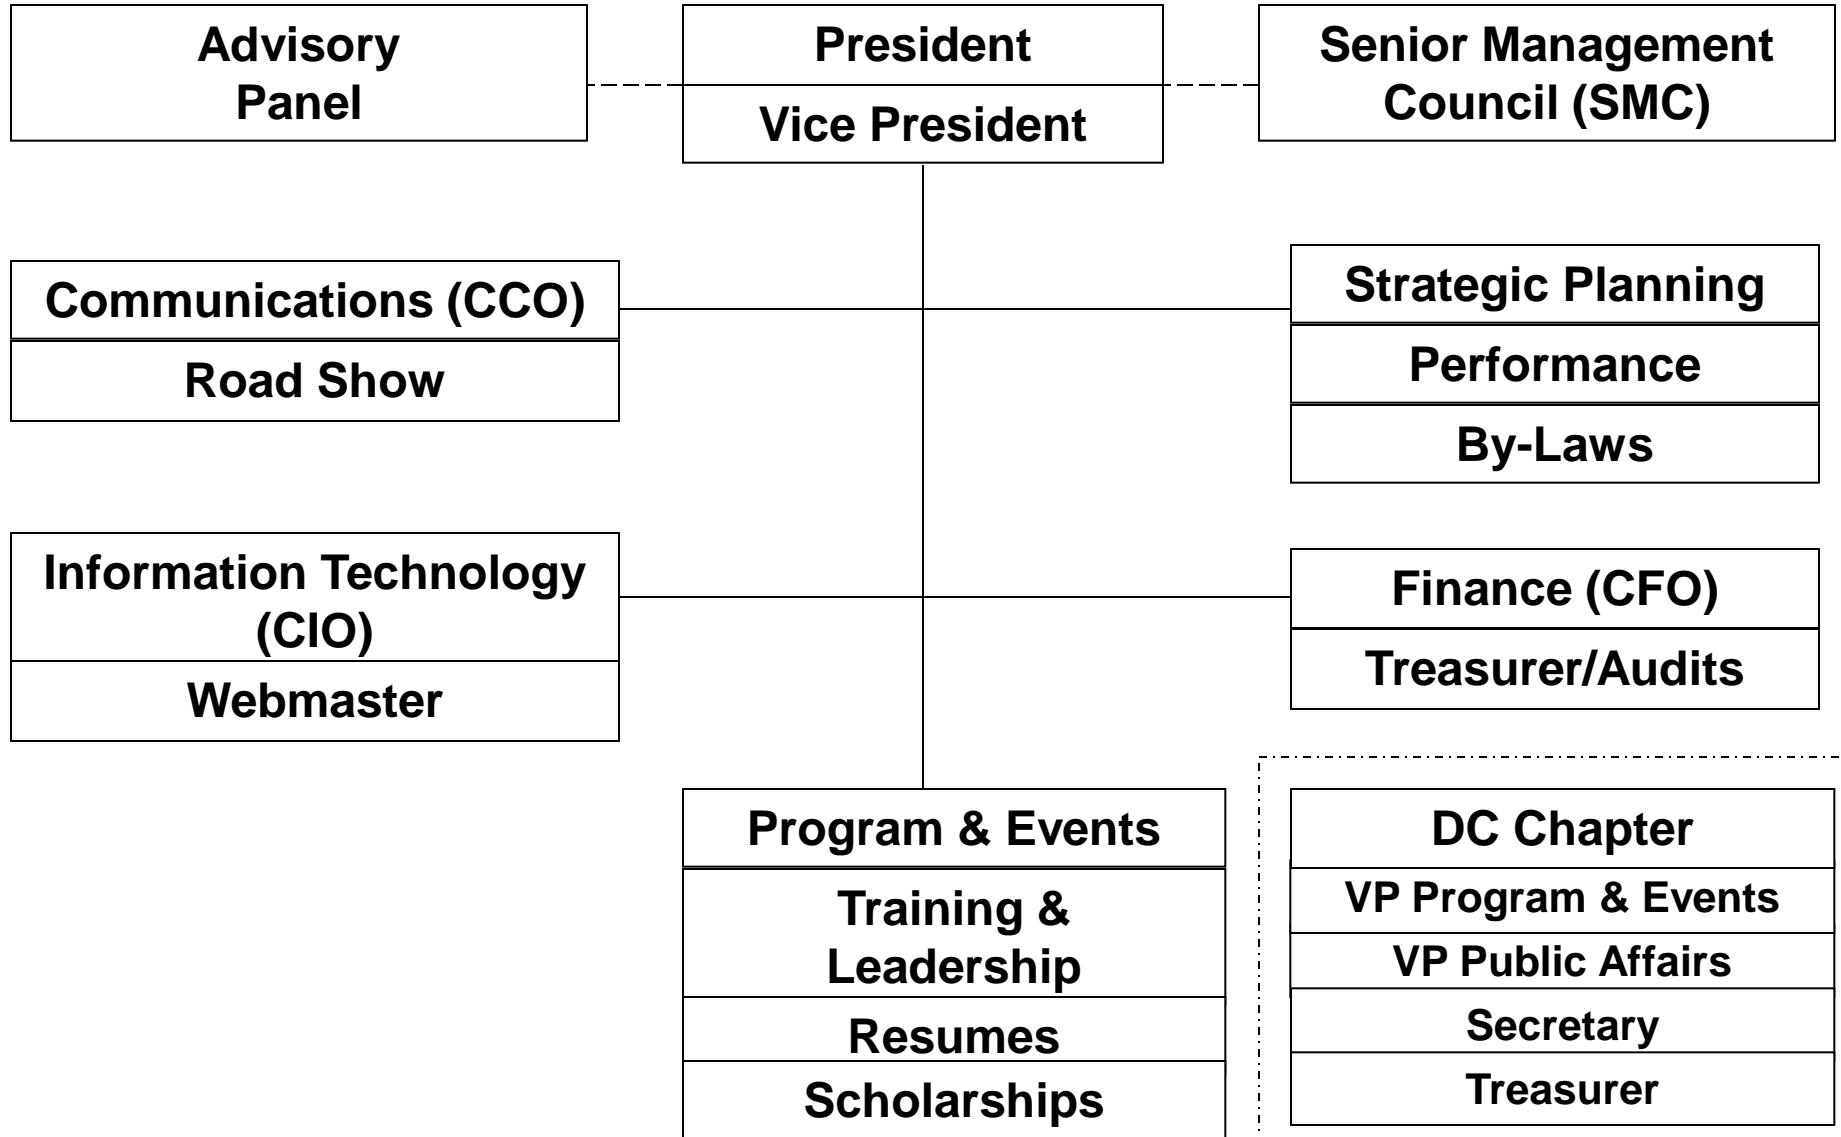 Advisory
Panel
President
Vice President
Senior Management
Council (SMC)
Communications (CCO)
Road Show
Strategic Planning
Performance
By-Laws
Information Technology
(CIO)
Webmaster
Finance (CFO)
Treasurer/Audits
Program & Events
Training &
Leadership
Resumes
Scholarships
DC Chapter
VP Program & Events
VP Public Affairs
Secretary
Treasurer